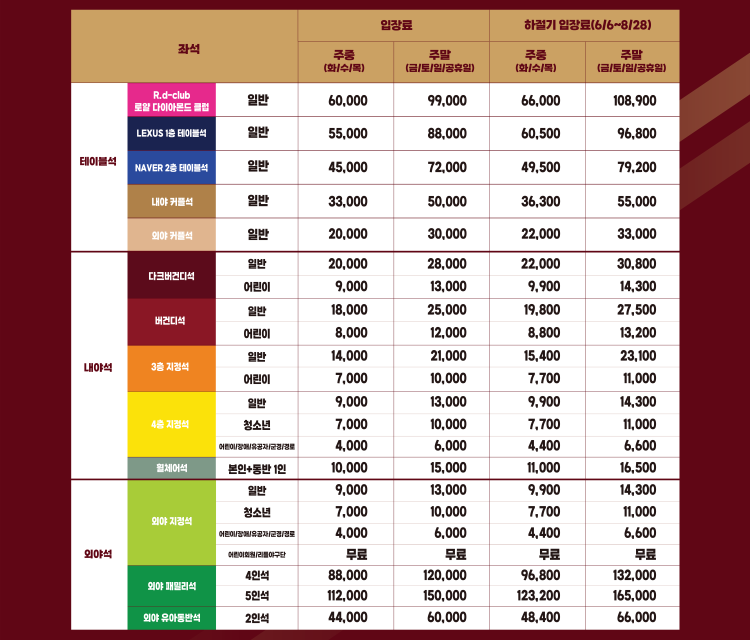 좌석 입장료 하절기 입장료(6/6~8/28)
주중 주말 주중 주말
(화/수/목) (금/토/일/공휴일) (화/수/목) (금/토/일/공휴일)
테이블석
R.d-club
로얄 다이아몬드 클럽 일반 60,000 99,000 66,000 108,900
LEXUS 1층 테이블석 일반 55,000 88,000 60,500 96,800
NAVER 2층 테이블석 일반 45,000 72,000 49,500 79,200
내야 커플석 일반 33,000 50,000 36,300 55,000
외야 커플석 일반 20,000 30,000 22,000 33,000
내야석
다크버건디석 일반 20,000 28,000 22,000 30,800
어린이 9,000 13,000 9,900 14,300
버건디석 일반 18,000 25,000 19,800 27,500
어린이 8,000 12,000 8,800 13,200
3층 지정석 일반 14,000 21,000 15,400 23,100
어린이 7,000 10,000 7,700 11,000
4층 지정석 일반 9,000 13,000 9,900 14,300
청소년 7,000 10,000 7,700 11,000
어린이/장애/유공자/군경/경로 4,000 6,000 4,400 6,600
휠체어석 본인+동반 1인 10,000 15,000 11,000 16,500
외야석
외야 지정석 일반 9,000 13,000 9,900 14,300
청소년 7,000 10,000 7,700 11,000
어린이/장애/유공자/군경/경로 4,000 6,000 4,400 6,600
어린이회원/리틀야구단 무료 무료 무료 무료
외야 패밀리석 4인석 88,000 120,000 96,800 132,000
5인석 112,000 150,000 123,200 165,000
외야 유아동반석 2인석 44,000 60,000 48,400 66,000